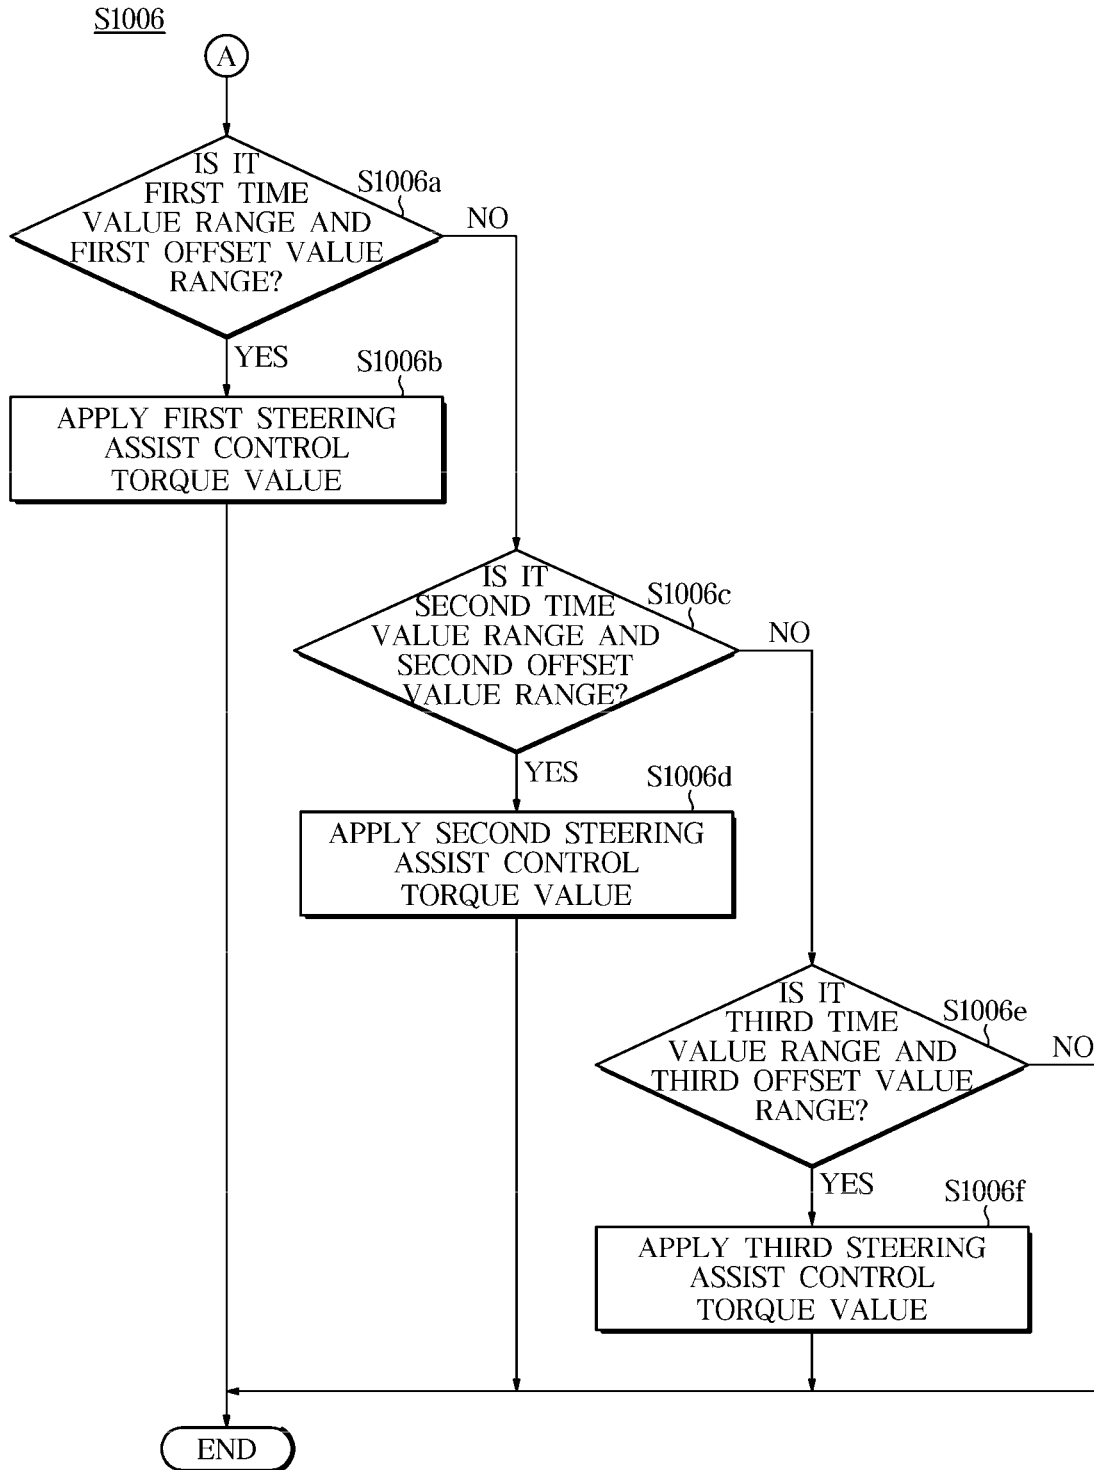 S1006
A
IS IT
FIRST TIME
VALUE RANGE AND
FIRST OFFSET VALUE
RANGE?
S1006a
NO
YES
S1006b
APPLY FIRST STEERING
ASSIST CONTROL
TORQUE VALUE
IS IT
SECOND TIME
VALUE RANGE AND
SECOND OFFSET
VALUE RANGE?
S1006c
NO
YES
S1006d
APPLY SECOND STEERING
ASSIST CONTROL
TORQUE VALUE
IS IT
THIRD TIME
VALUE RANGE AND
THIRD OFFSET VALUE
RANGE?
S1006e
NO
YES
S1006f
APPLY THIRD STEERING
ASSIST CONTROL
TORQUE VALUE
END